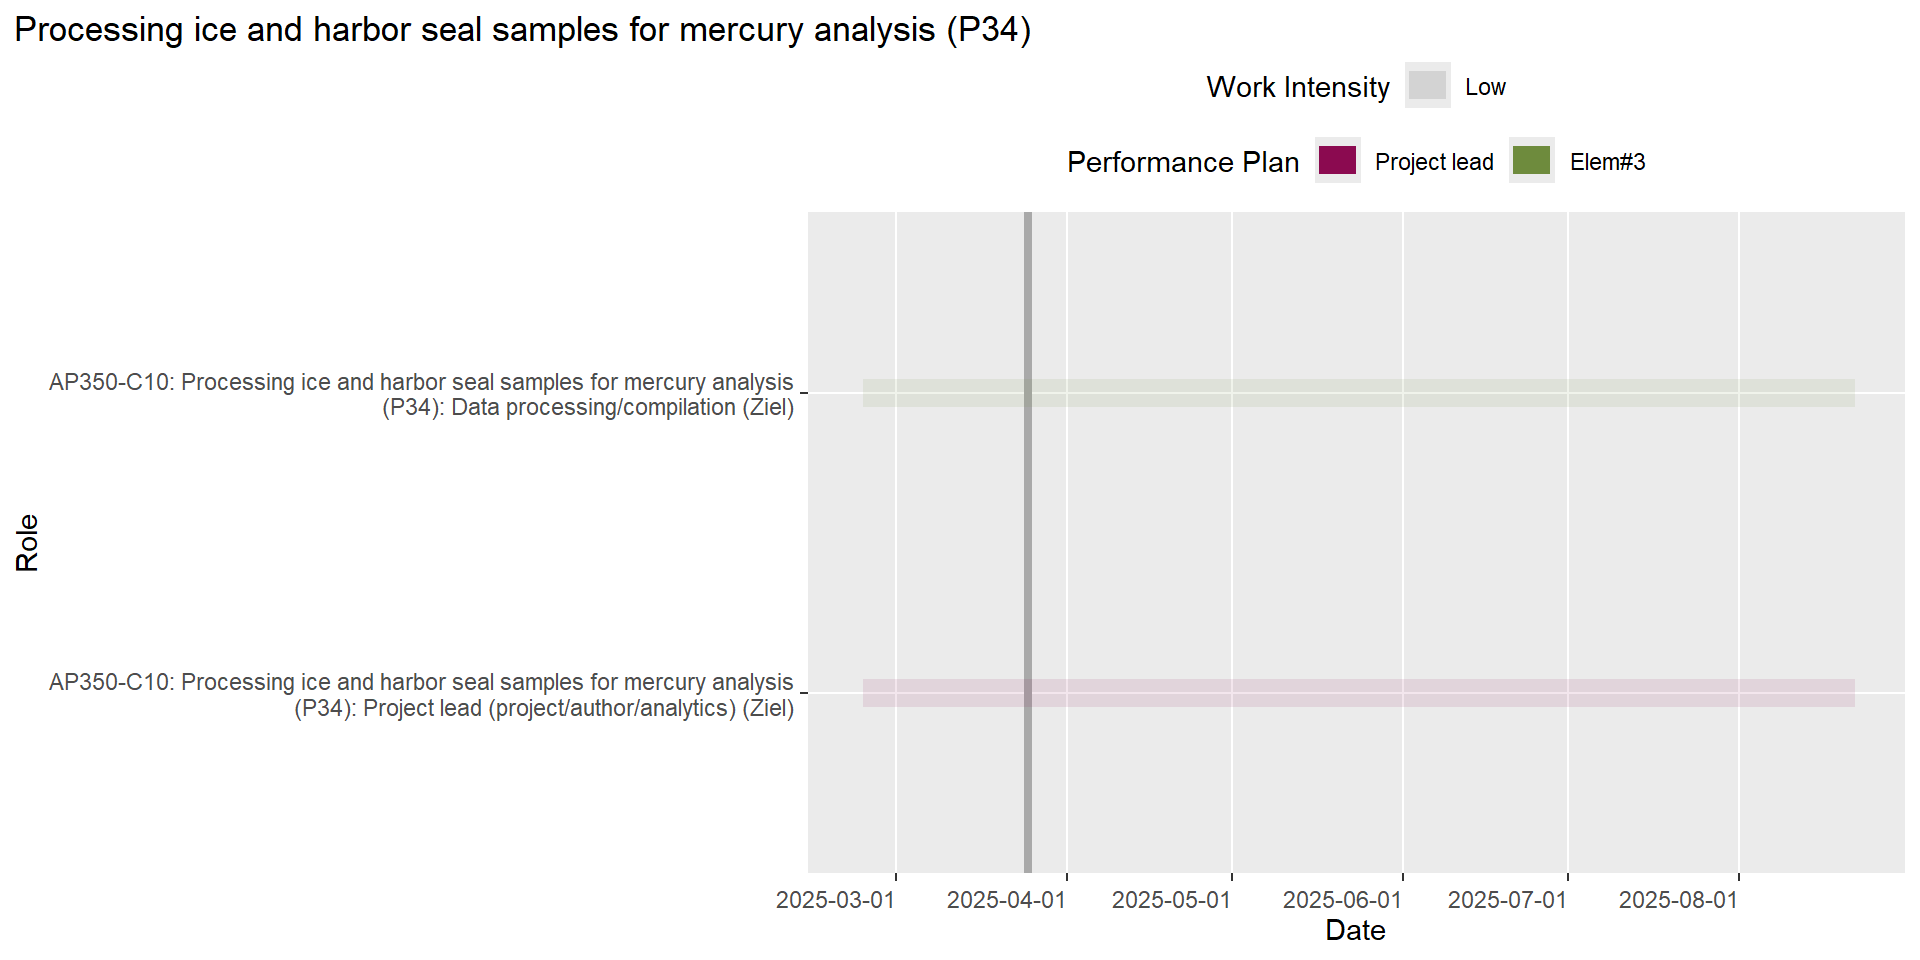 Processing ice and harbor seal samples for mercury analysis (P34)
Work Intensity Low
Performance Plan Project lead Elem#3
AP350-C10: Processing ice and harbor seal samples for mercury analysis
(P34): Data processing/compilation (Ziel)
Role
AP350-C10: Processing ice and harbor seal samples for mercury analysis
(P34): Project lead (project/author/analytics) (Ziel)
2025-03-01 2025-04-01 2025-05-01 2025-06-01 2025-07-01 2025-08-01
Date